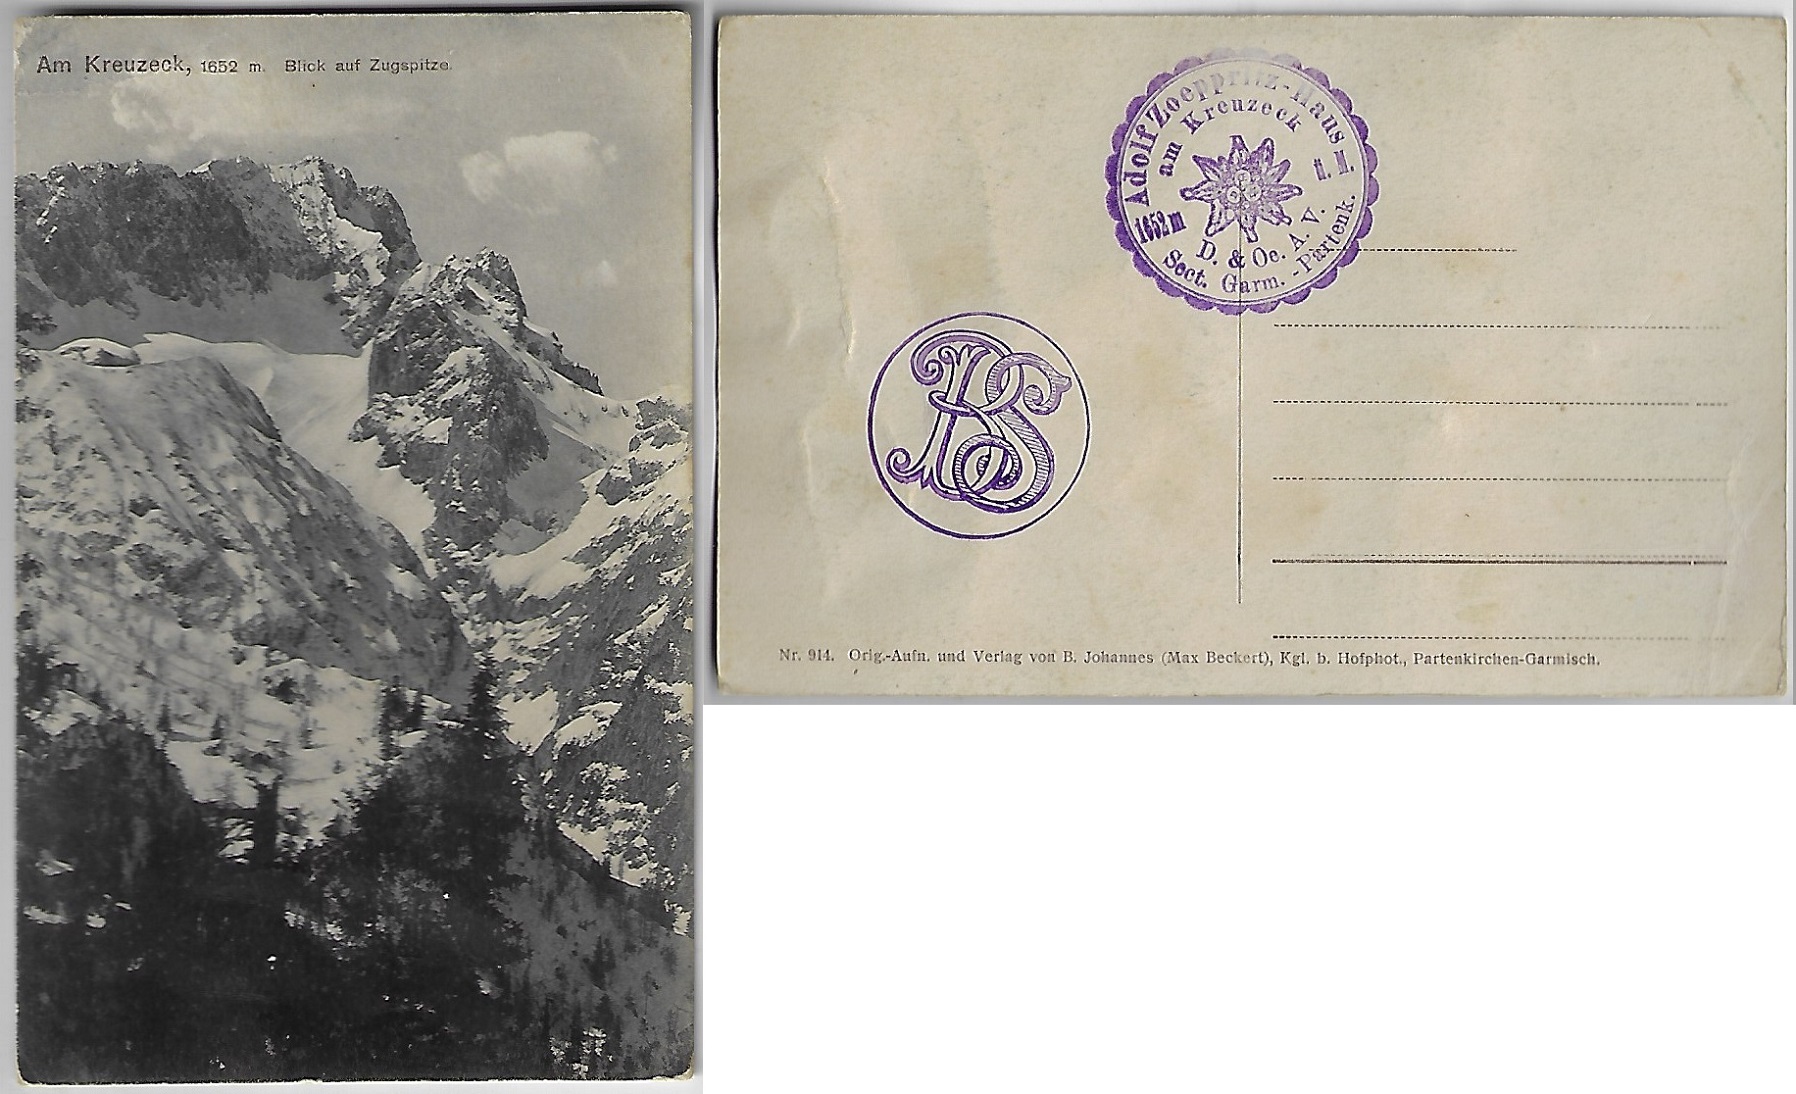 Am Kreuzeck, 1652 m. Blick auf Zugspitze.
Adolf Zoeppritz-Haus
am Kreuzeck
1652 m ü. M.
D. & Oe. A. V.
Sect. Garm.-Partenk.
BS
Nr. 914. Orig.-Aufn. und Verlag von B. Johannes (Max Beckert), Kgl. b. Hofphot., Partenkirchen-Garmisch.